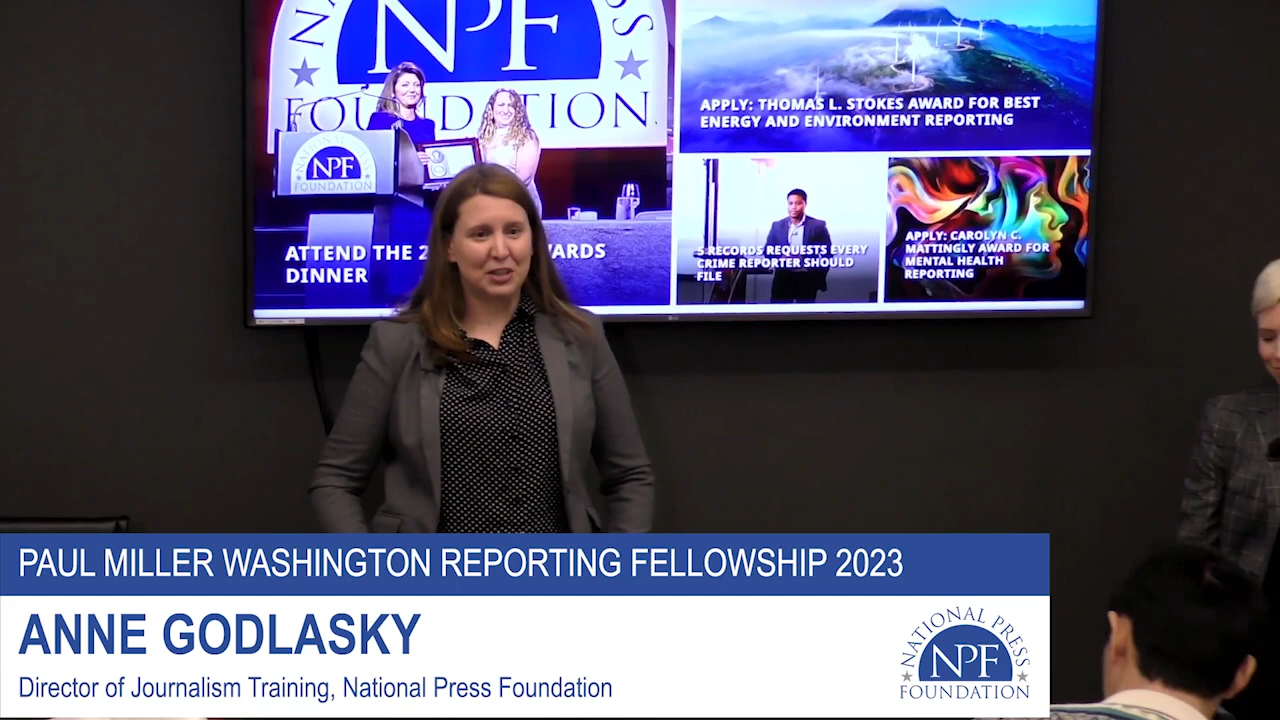 NPF
FOUNDATION
NATIONAL PRESS
NPF
FOUNDATION
ATTEND THE 2
WARDS
DINNER
APPLY: THOMAS L. STOKES AWARD FOR BEST
ENERGY AND ENVIRONMENT REPORTING
5 RECORDS REQUESTS EVERY
CRIME REPORTER SHOULD
FILE
APPLY: CAROLYN C.
MATTINGLY AWARD FOR
MENTAL HEALTH
REPORTING
LG
PAUL MILLER WASHINGTON REPORTING FELLOWSHIP 2023
ANNE GODLASKY
Director of Journalism Training, National Press Foundation
NATIONAL PRESS
NPF
FOUNDATION